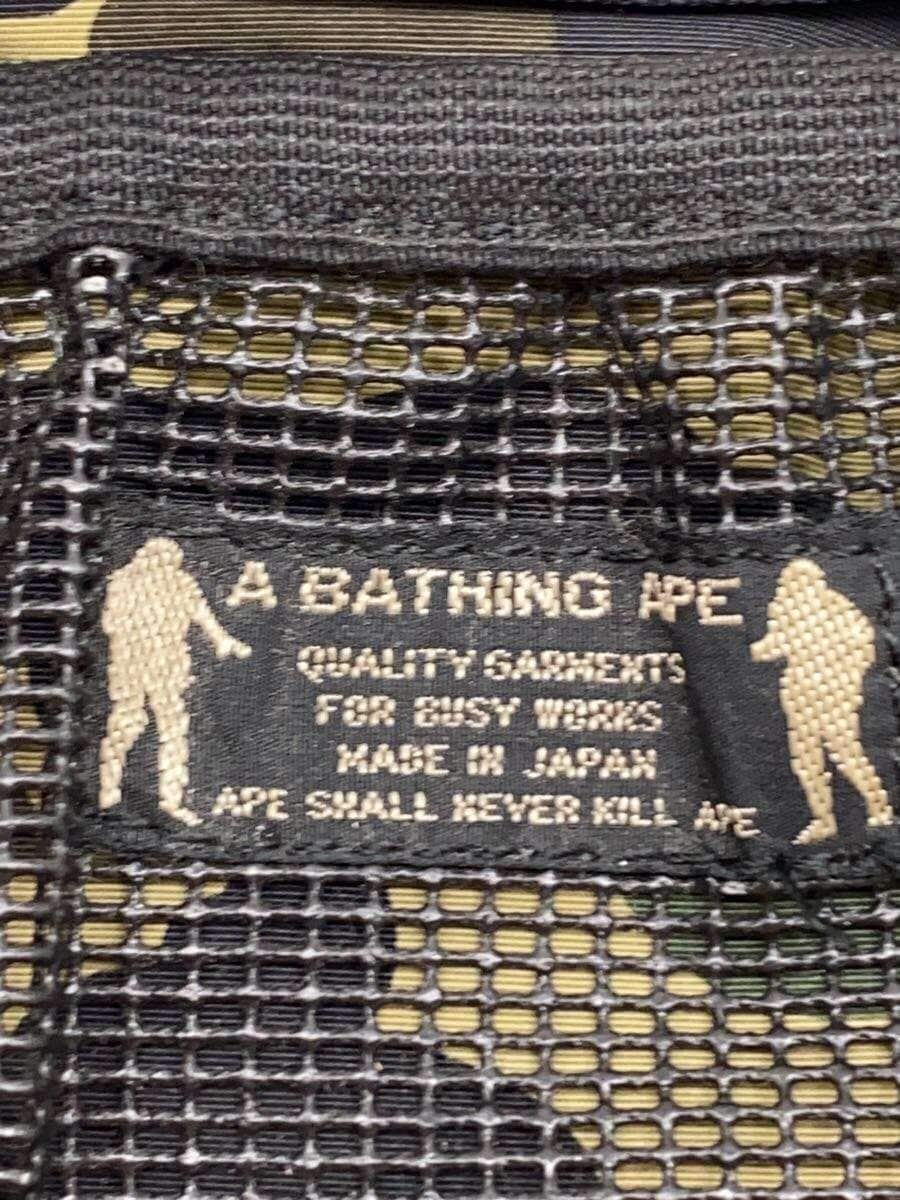 A BATHING APE
QUALITY GARMENTS
FOR BUSY WORKS
MADE IN JAPAN
APE SHALL NEVER KILL APE